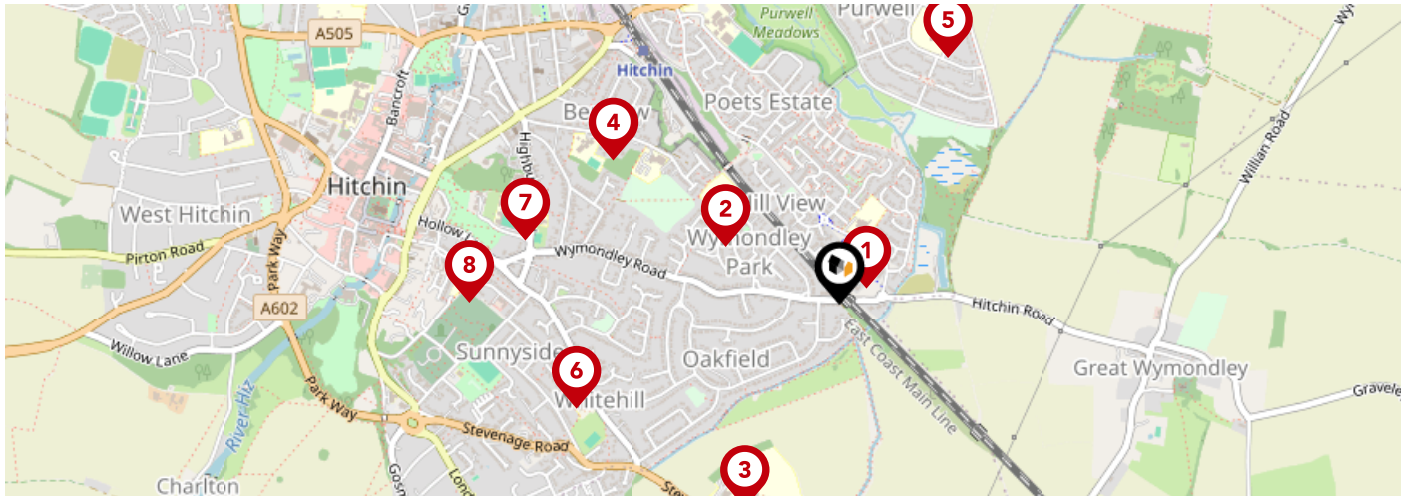 Purwell
Meadows
Purwell
5
A505
Hitchin
Bancroft
Poets Estate
4
Willian Road
Hitchin
West Hitchin
7
2
Hill View
Wymondley
Park
Hollow
Pirton Road
Park Way
8
Wymondley Road
1
A602
Hitchin Road
Willow Lane
Sunnyside
Oakfield
East Coast Main Line
Great Wymondley
6
Whitehill
River Hiz
Park Way
Stevenage Road
3
Charlton